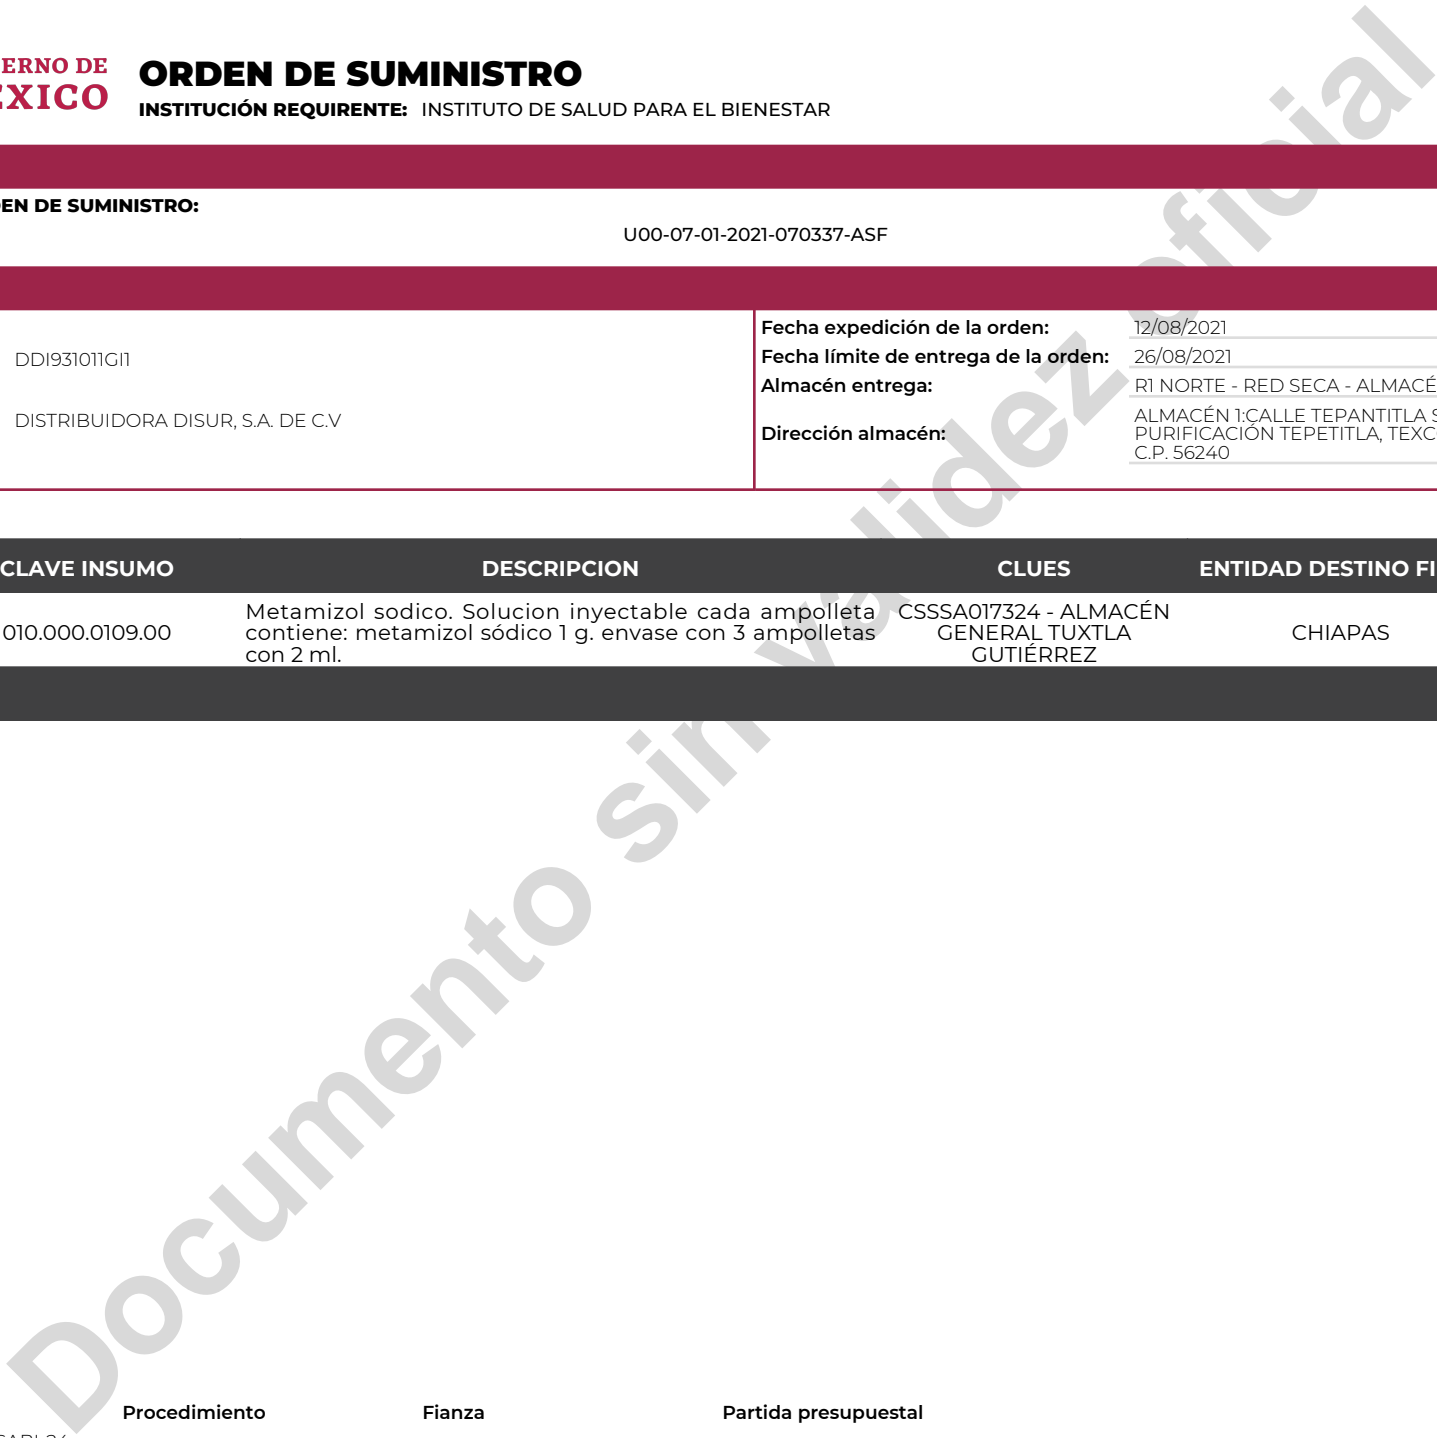 ERNO DE
ORDEN DE SUMINISTRO
XICO
INSTITUCIÓN REQUIRENTE: INSTITUTO DE SALUD PARA EL BIENESTAR
EN DE SUMINISTRO:
U00-07-01-2021-070337-ASF
DDI931011GI1
DISTRIBUIDORA DISUR, S.A. DE C.V
Fecha expedición de la orden: 12/08/2021
Fecha límite de entrega de la orden: 26/08/2021
Almacén entrega: R1 NORTE - RED SECA - ALMACÉ
Dirección almacén:
ALMACÉN 1:CALLE TEPANTITLA S
PURIFICACIÓN TEPETITLA, TEXC
C.P. 56240
CLAVE INSUMO DESCRIPCION CLUES ENTIDAD DESTINO FI
010.000.0109.00
Metamizol sodico. Solucion inyectable cada ampolleta
contiene: metamizol sódico 1 g. envase con 3 ampolletas
con 2 ml.
CSSSA017324 - ALMACÉN
GENERAL TUXTLA
GUTIÉRREZ
CHIAPAS
Documento sin validez oficial
Procedimiento Fianza Partida presupuestal